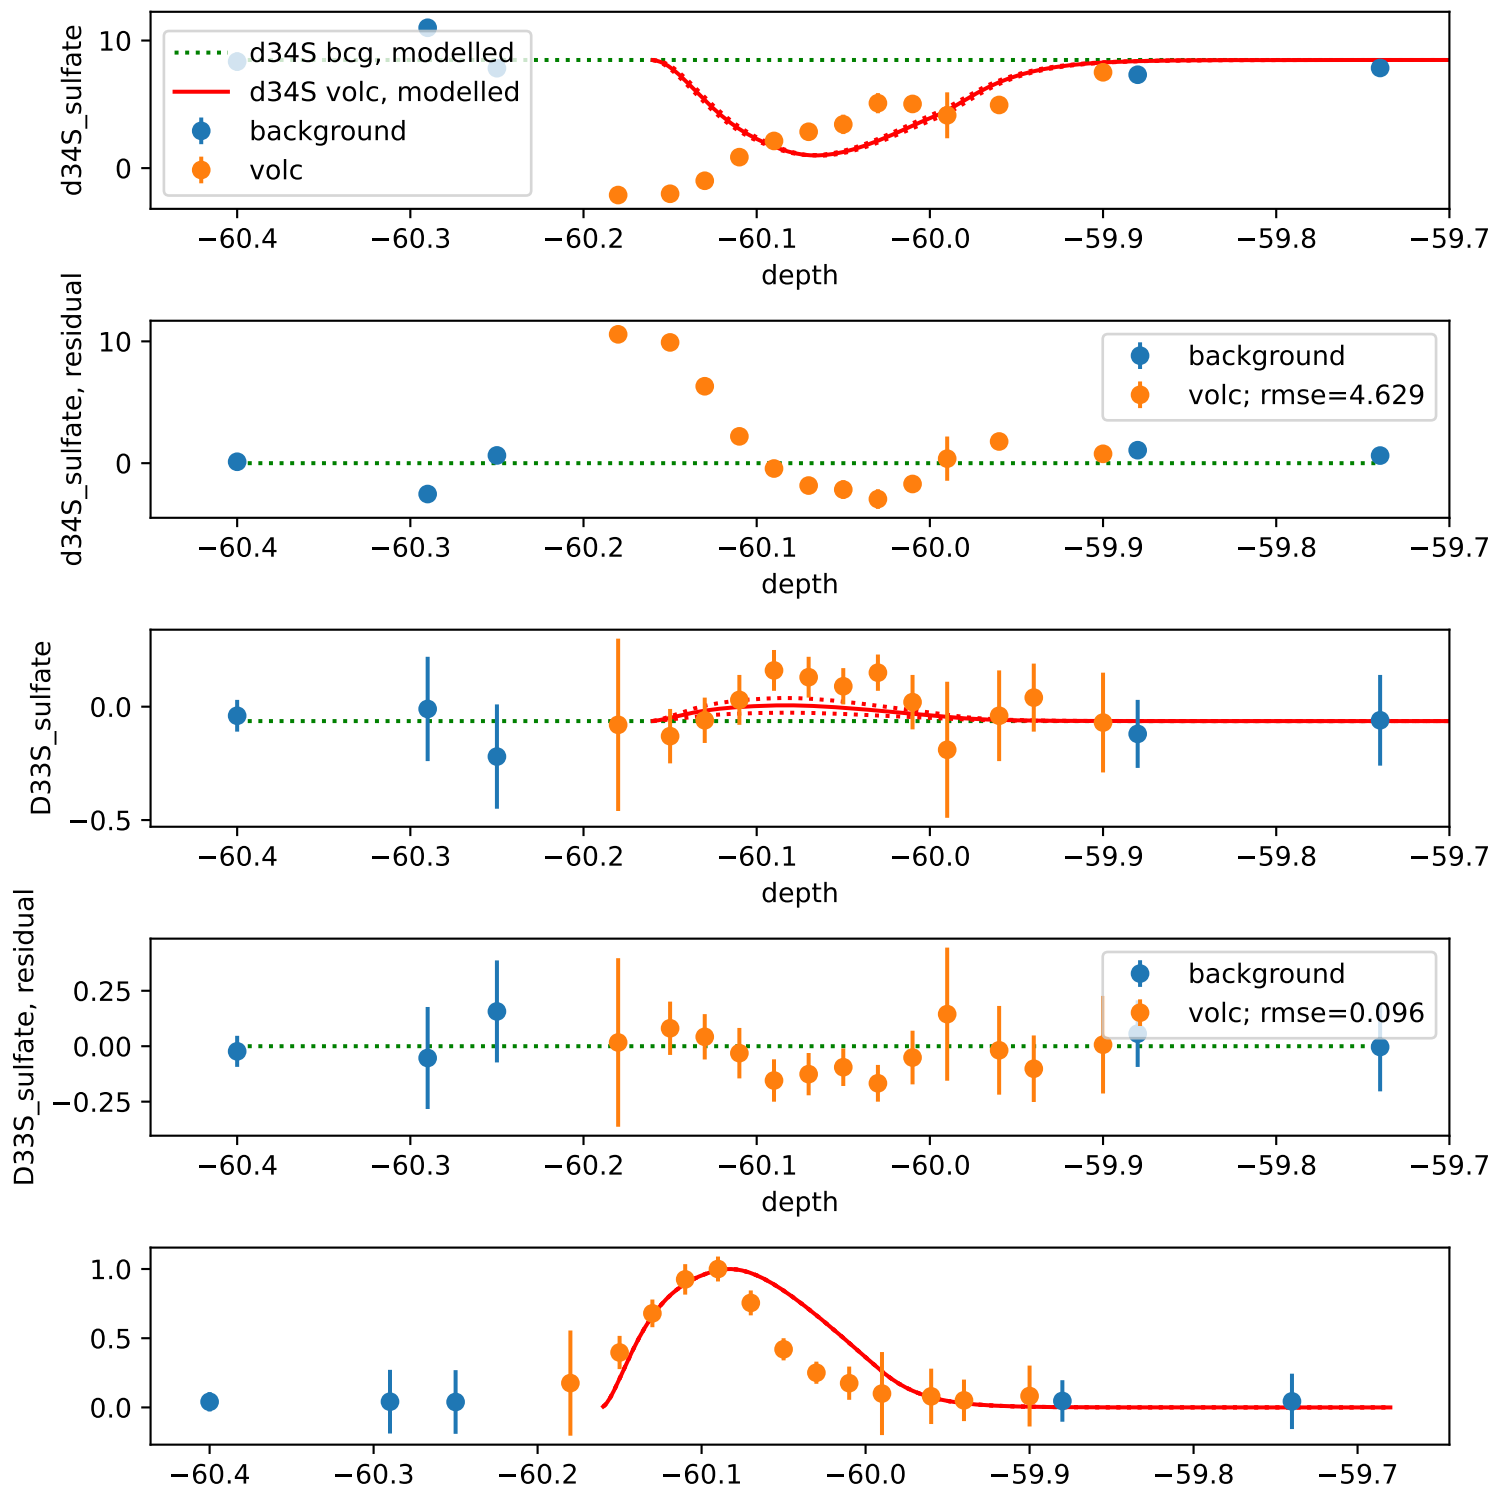 d34S_sulfate
10
0
d34S bcg, modelled
d34S volc, modelled
background
volc
−60.4 −60.3 −60.2 −60.1 −60.0 −59.9 −59.8 −59.7
depth
d34S_sulfate, residual
10
0
background
volc; rmse=4.629
−60.4 −60.3 −60.2 −60.1 −60.0 −59.9 −59.8 −59.7
depth
D33S_sulfate
0.0
−0.5
−60.4 −60.3 −60.2 −60.1 −60.0 −59.9 −59.8 −59.7
depth
D33S_sulfate, residual
0.25
0.00
−0.25
background
volc; rmse=0.096
−60.4 −60.3 −60.2 −60.1 −60.0 −59.9 −59.8 −59.7
depth
1.0
0.5
0.0
−60.4 −60.3 −60.2 −60.1 −60.0 −59.9 −59.8 −59.7